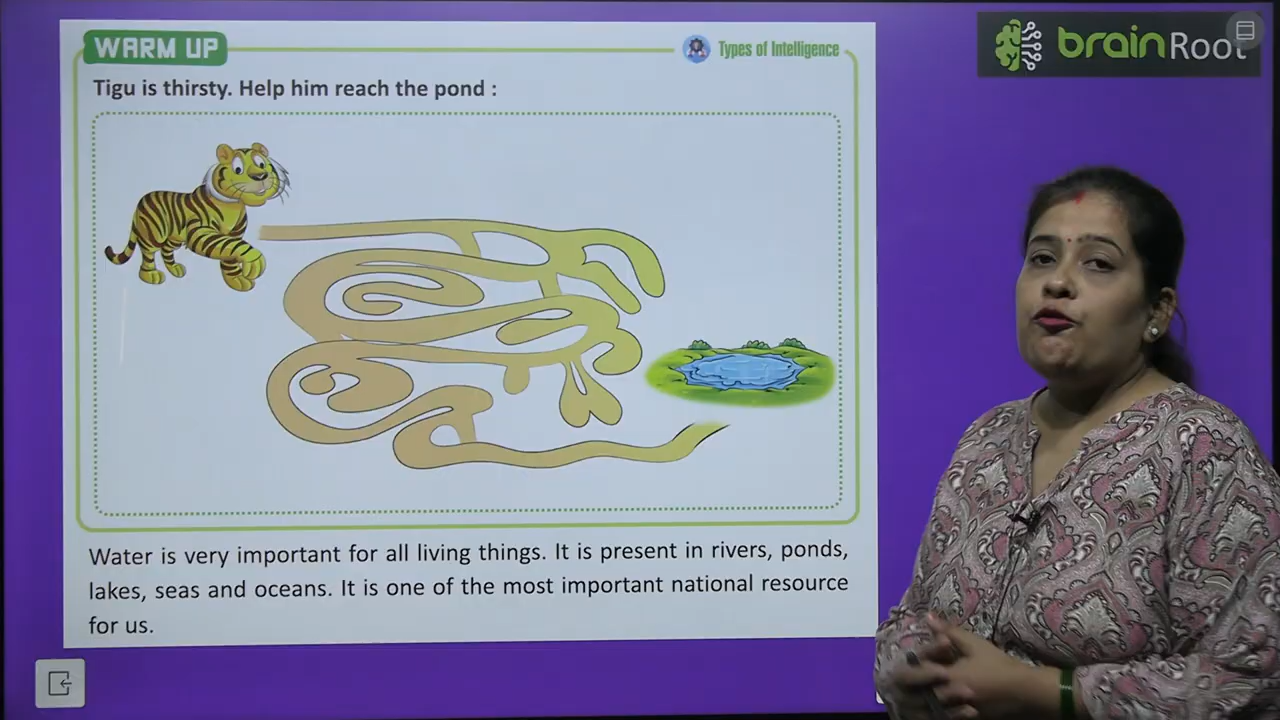 WARM UP
Types of Intelligence
brainRoot
Tigu is thirsty. Help him reach the pond :
Water is very important for all living things. It is present in rivers, ponds,
lakes, seas and oceans. It is one of the most important national resource
for us.